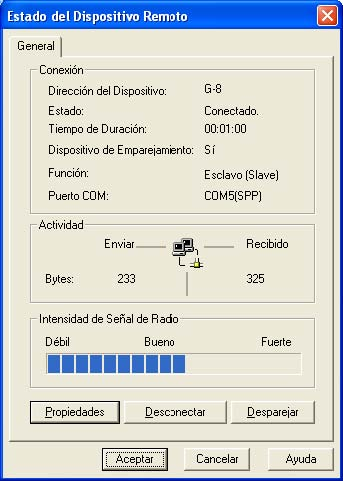 Estado del Dispositivo Remoto
General
Conexión
Dirección del Dispositivo: G-8
Estado: Conectado.
Tiempo de Duración: 00:01:00
Dispositivo de Emparejamiento: Sí
Función: Esclavo (Slave)
Puerto COM: COM5(SPP)
Actividad
Enviar Recibido
Bytes: 233 325
Intensidad de Señal de Radio
Débil Bueno Fuerte
Propiedades Desconectar Desparejar
Aceptar Cancelar Ayuda